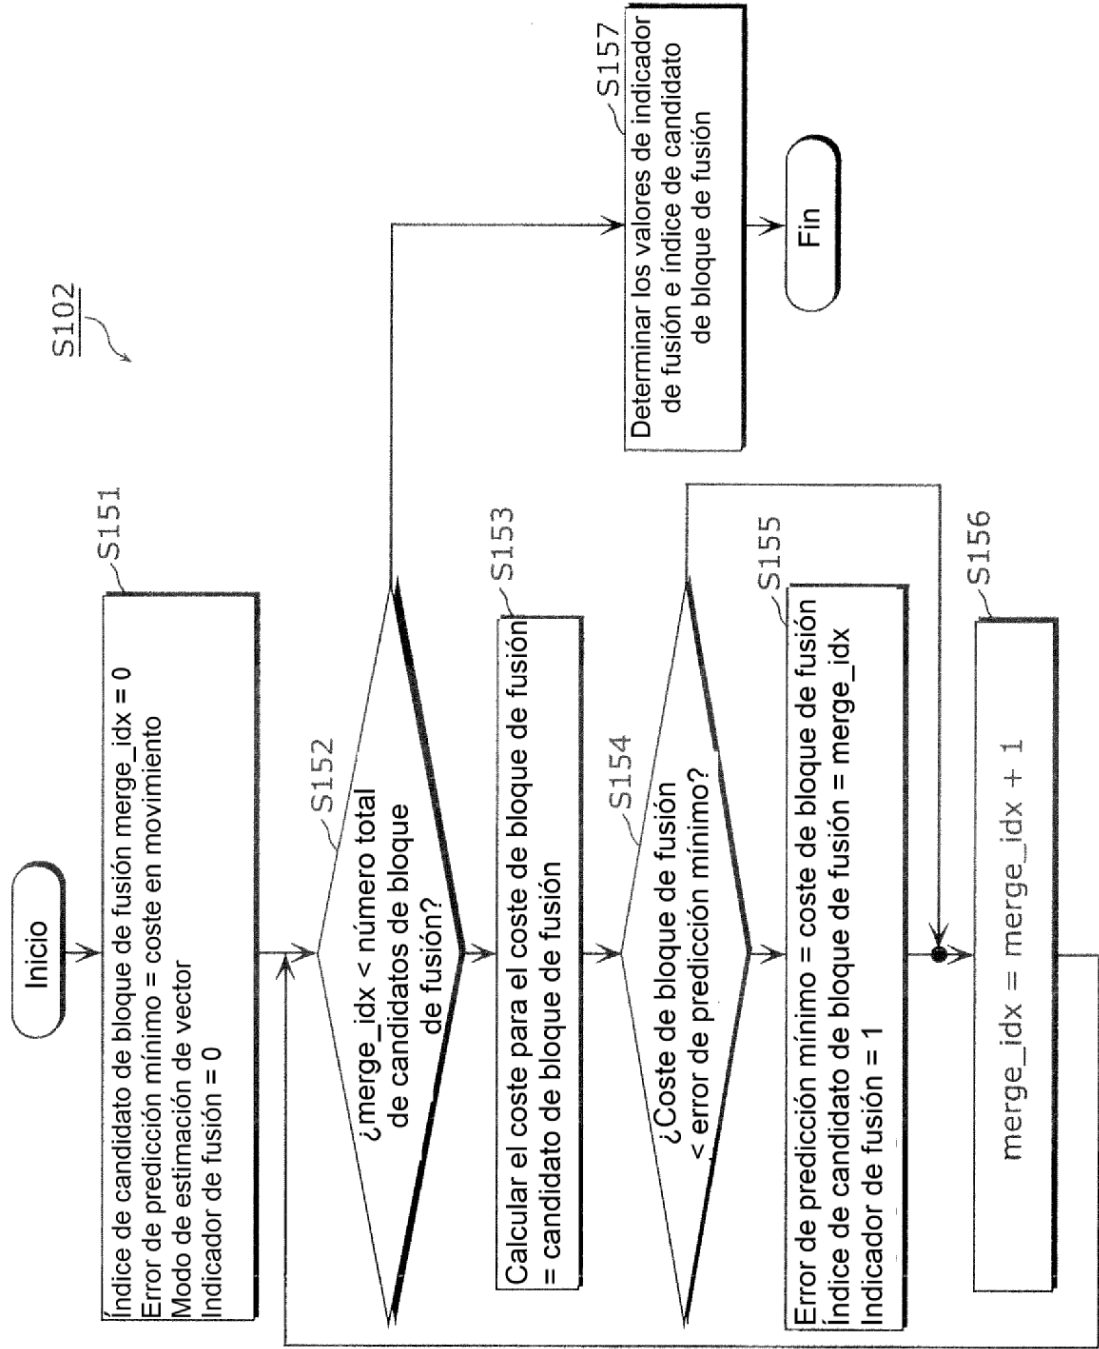 S102
Inicio
S151
Índice de candidato de bloque de fusión merge_idx = 0
Error de predicción mínimo = coste en movimiento
Modo de estimación de vector
Indicador de fusión = 0
S152
¿merge_idx < número total
de candidatos de bloque
de fusión?
S153
Calcular el coste para el coste de bloque de fusión
= candidato de bloque de fusión
S154
¿Coste de bloque de fusión
< error de predicción mínimo?
S155
Error de predicción mínimo = coste de bloque de fusión
Índice de candidato de bloque de fusión = merge_idx
Indicador de fusión = 1
S156
merge_idx = merge_idx + 1
S157
Determinar los valores de indicador
de fusión e índice de candidato
de bloque de fusión
Fin